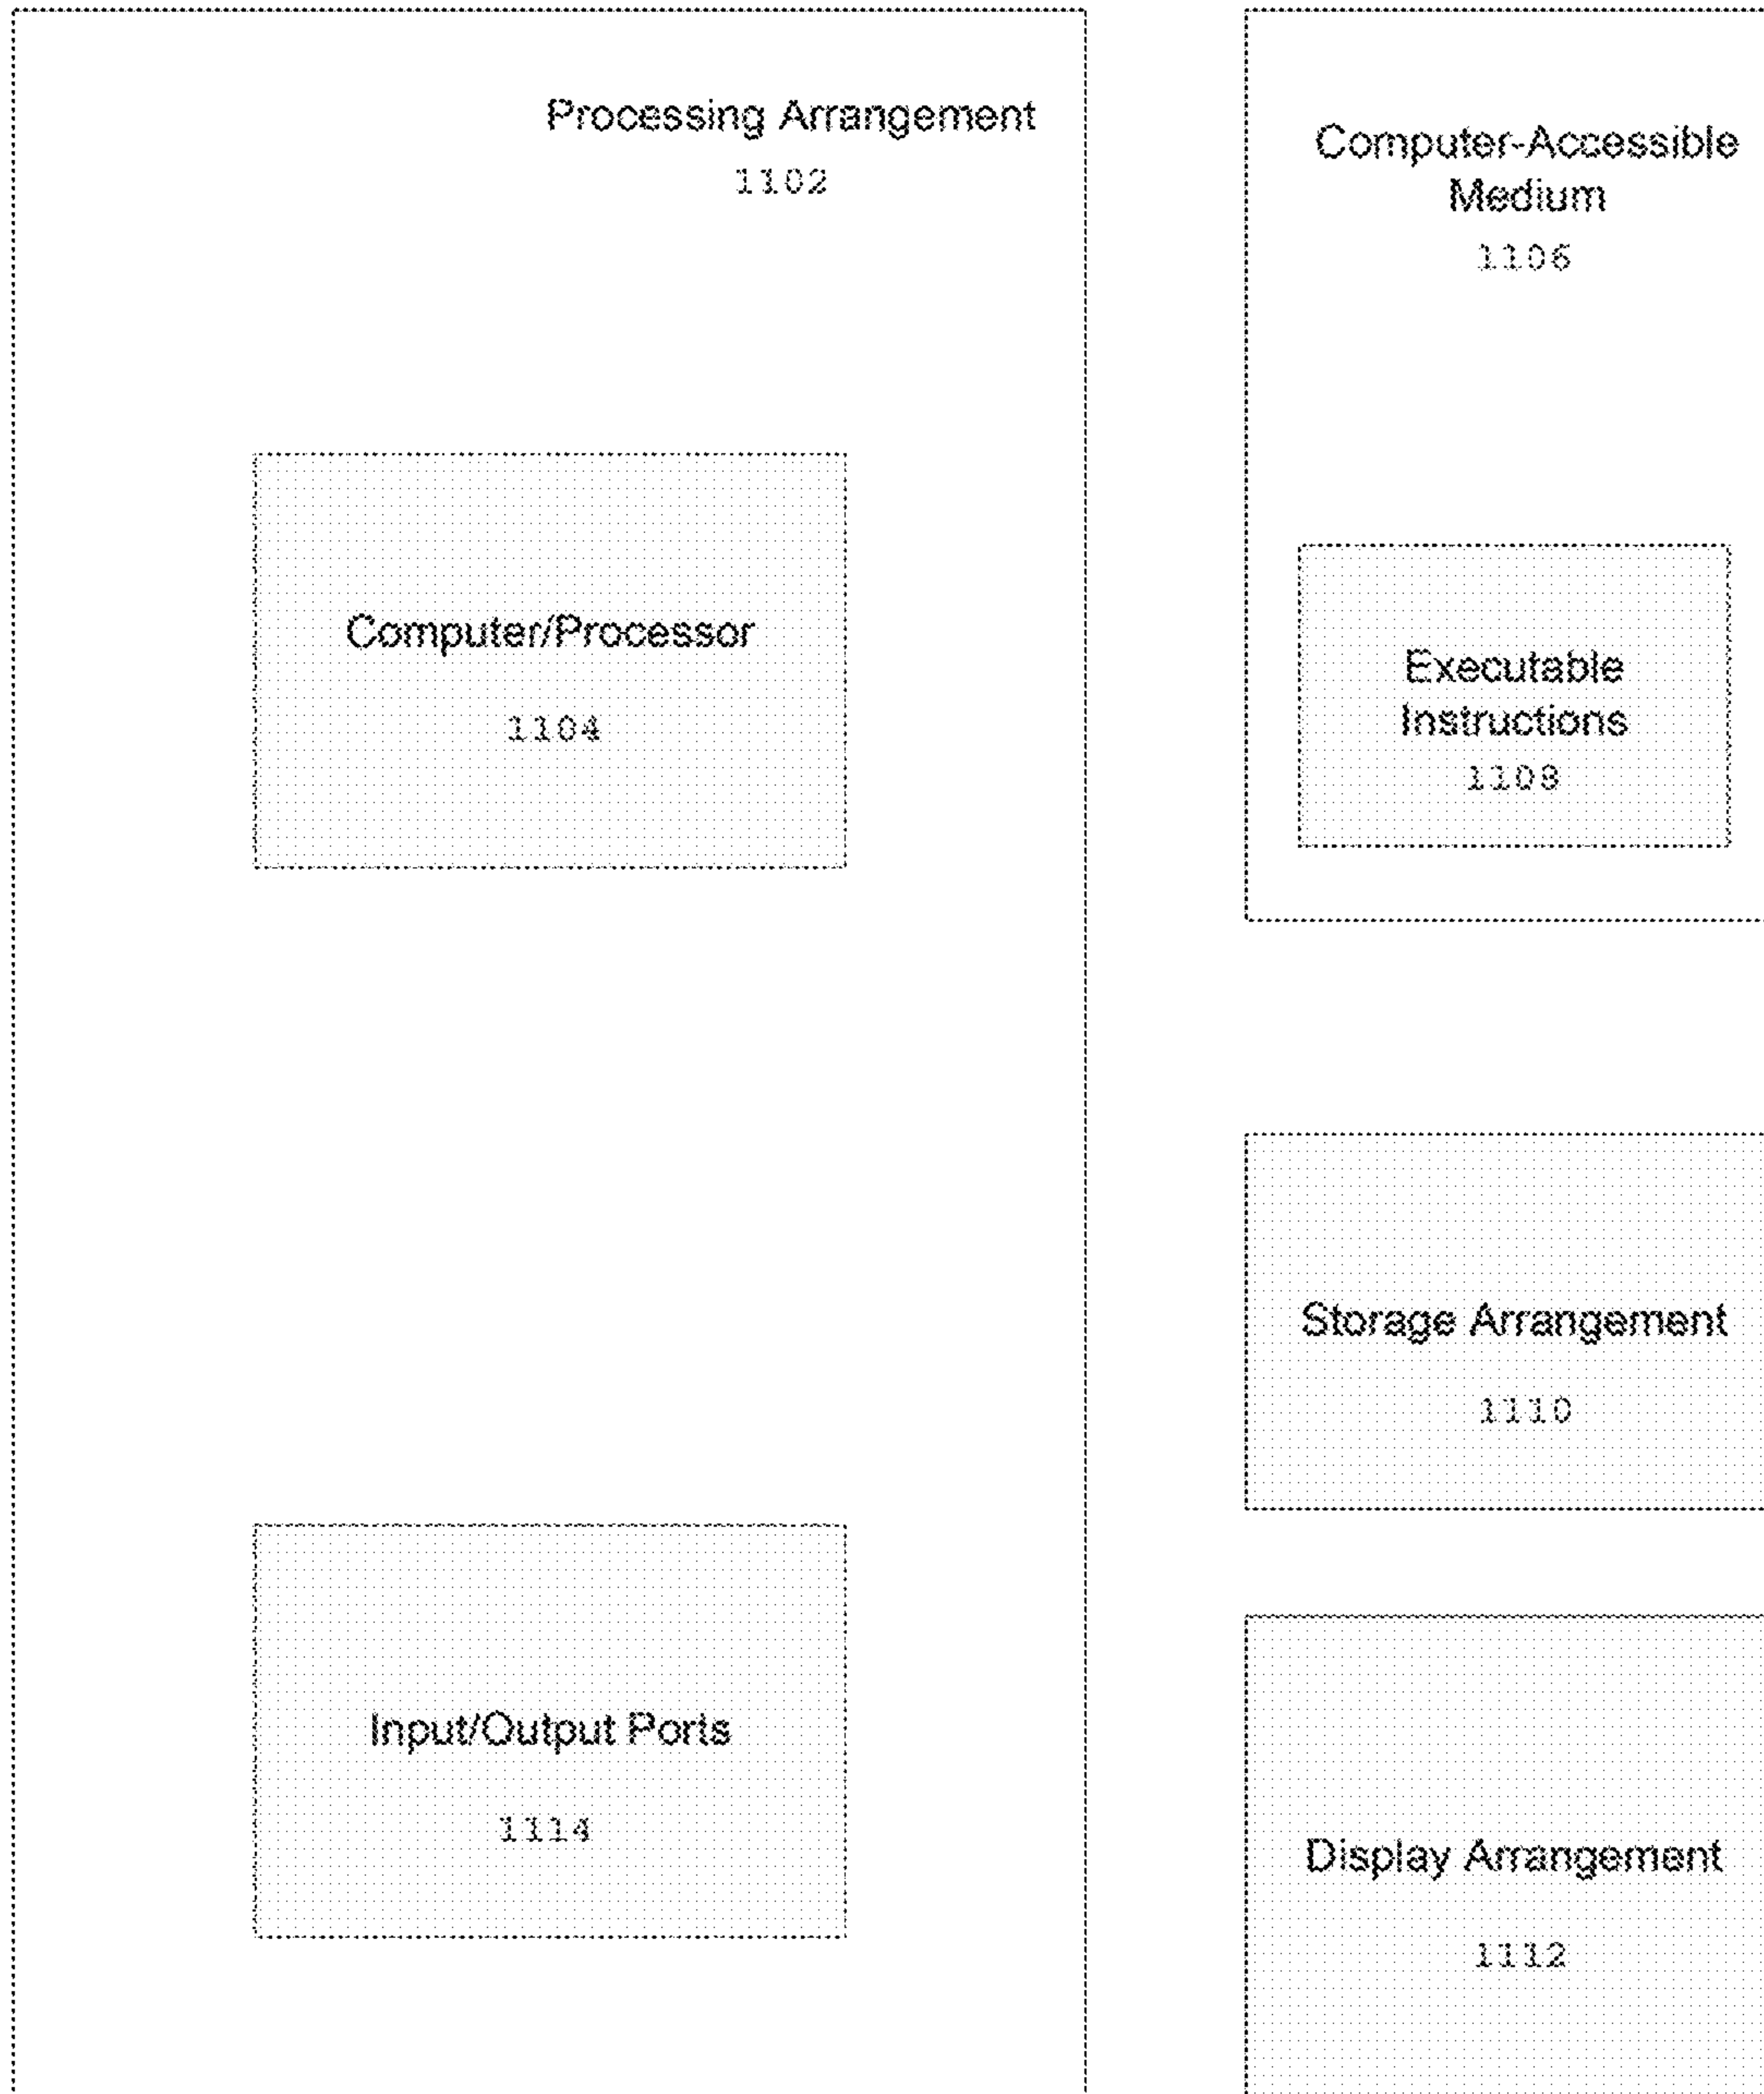 Processing Arrangement
1102
Computer/Processor
1104
Input/Output Ports
1114
Computer-Accessible
Medium
1106
Executable
Instructions
1108
Storage Arrangement
1110
Display Arrangement
1112